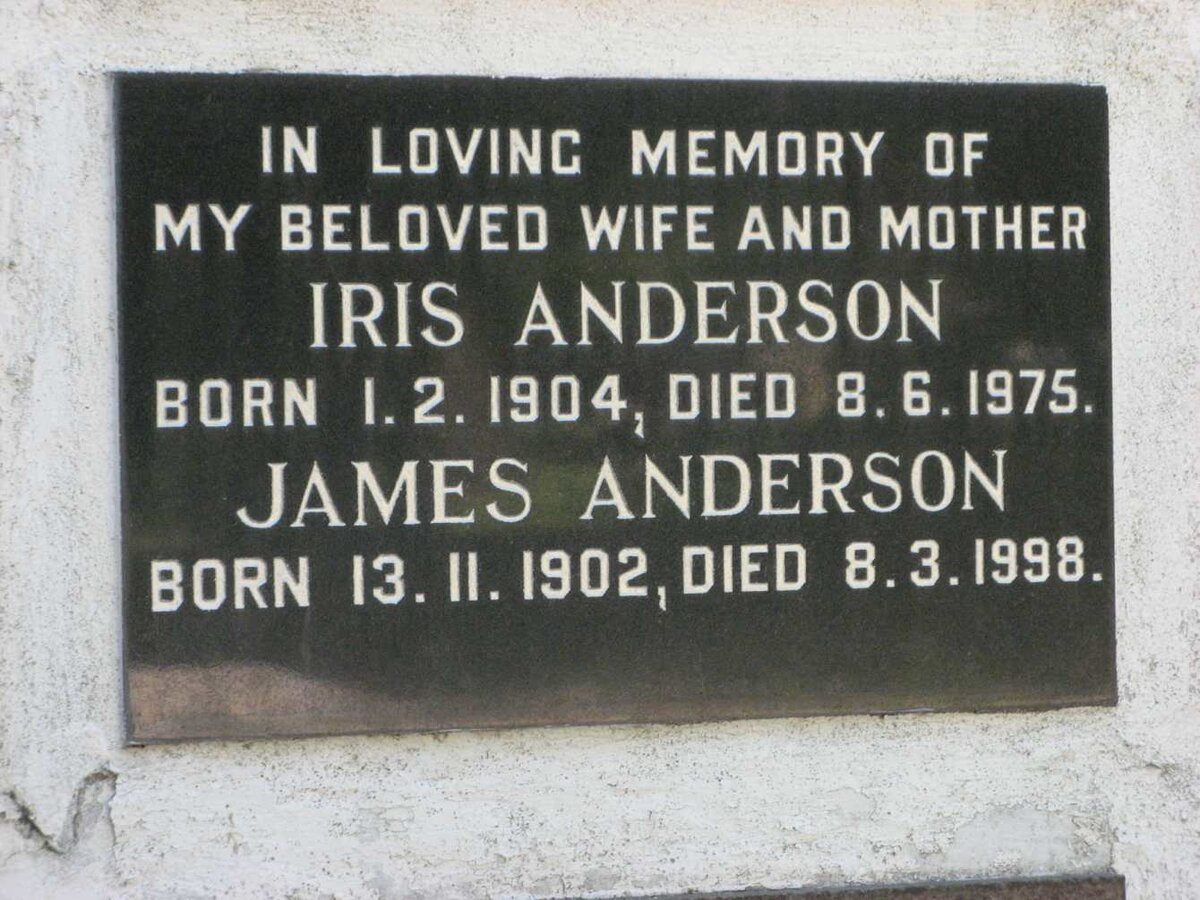 IN LOVING MEMORY OF
MY BELOVED WIFE AND MOTHER
IRIS ANDERSON
BORN 1. 2. 1904, DIED 8. 6. 1975.
JAMES ANDERSON
BORN 13. 11. 1902, DIED 8. 3. 1998.